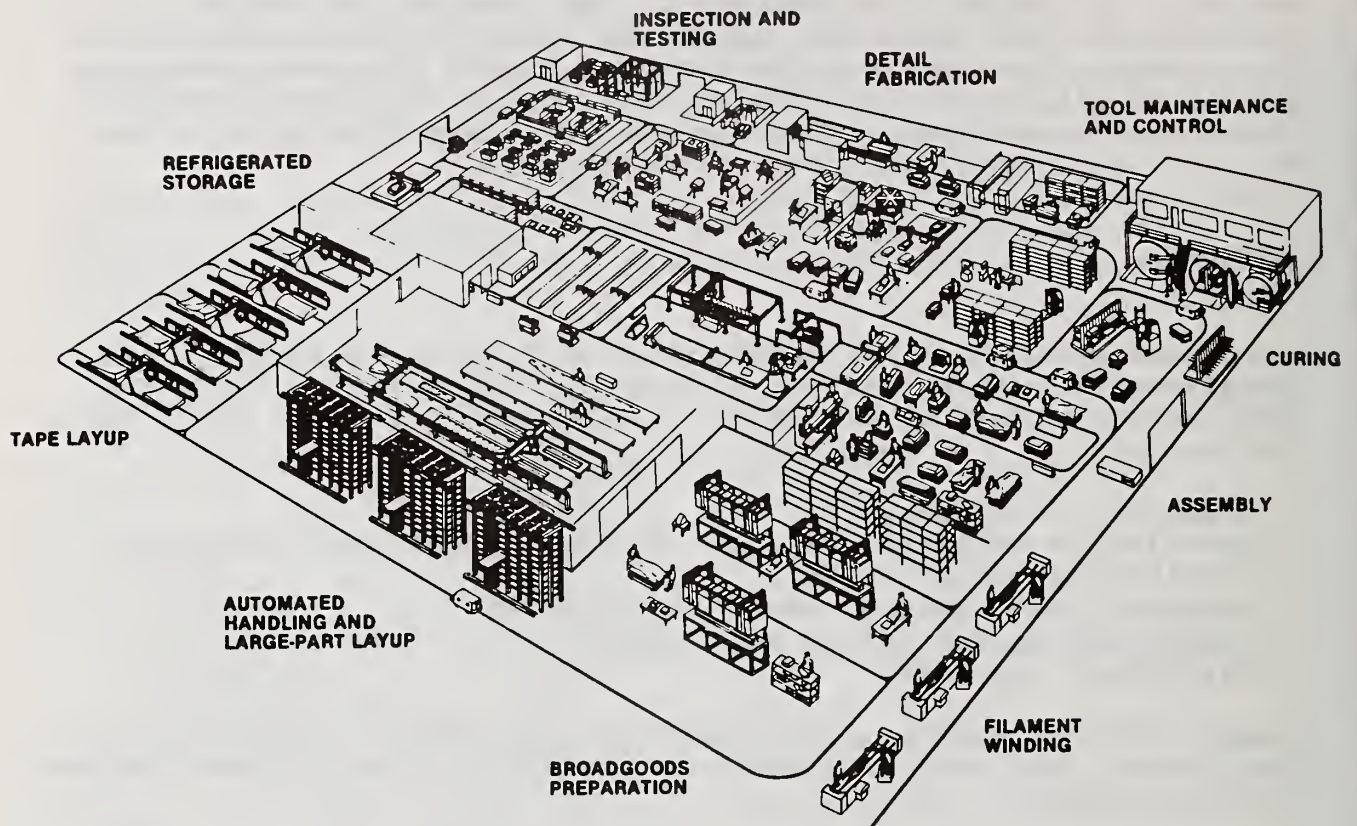 INSPECTION AND
TESTING
DETAIL
FABRICATION
TOOL MAINTENANCE
AND CONTROL
REFRIGERATED
STORAGE
CURING
TAPE LAYUP
ASSEMBLY
AUTOMATED
HANDLING AND
LARGE-PART LAYUP
FILAMENT
WINDING
BROADGOODS
PREPARATION